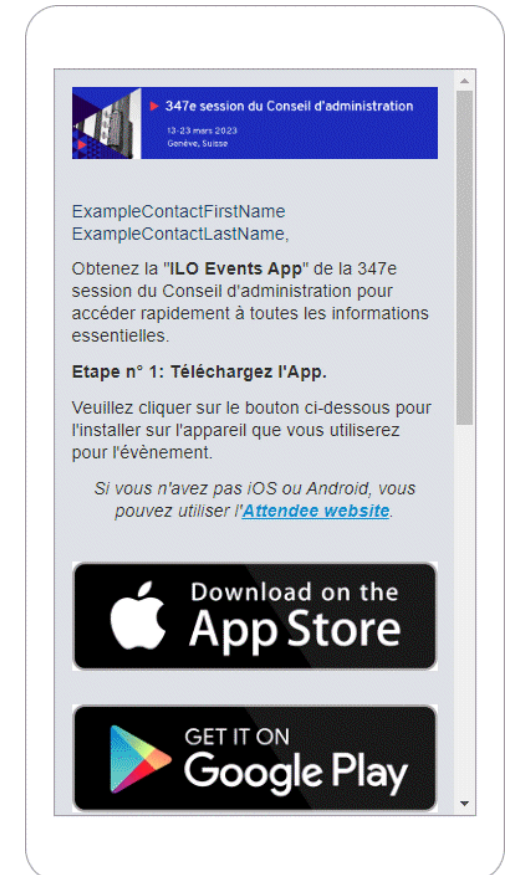 347e session du Conseil d'administration
13-23 mars 2023
Genève, Suisse
ExampleContactFirstName
ExampleContactLastName,
Obtenez la "ILO Events App" de la 347e
session du Conseil d'administration pour
accéder rapidement à toutes les informations
essentielles.
Etape n° 1: Téléchargez l'App.
Veuillez cliquer sur le bouton ci-dessous pour
l'installer sur l'appareil que vous utiliserez
pour l'évènement.
Si vous n'avez pas iOS ou Android, vous
pouvez utiliser l'Attendee website.
Download on the
App Store
GET IT ON
Google Play